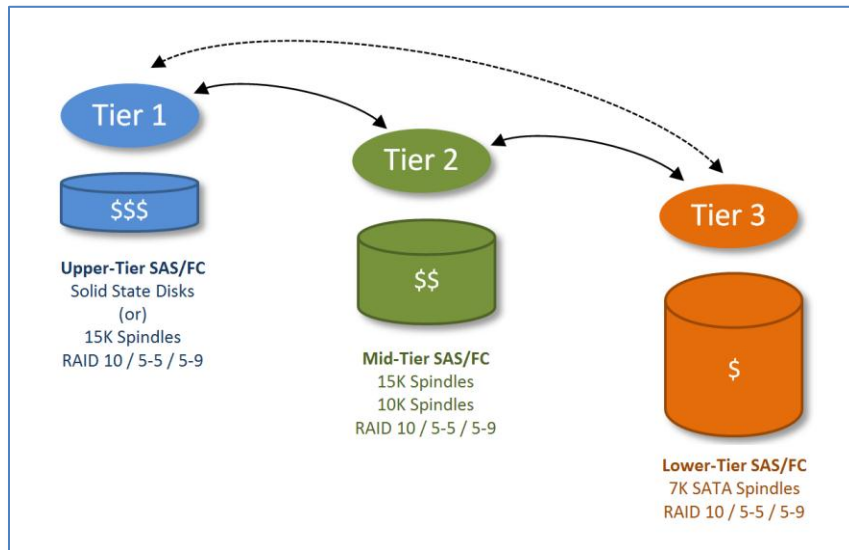 Tier 1
$$$
Upper-Tier SAS/FC
Solid State Disks
(or)
15K Spindles
RAID 10 / 5-5 / 5-9
Tier 2
$$
Mid-Tier SAS/FC
15K Spindles
10K Spindles
RAID 10 / 5-5 / 5-9
Tier 3
$
Lower-Tier SAS/FC
7K SATA Spindles
RAID 10 / 5-5 / 5-9